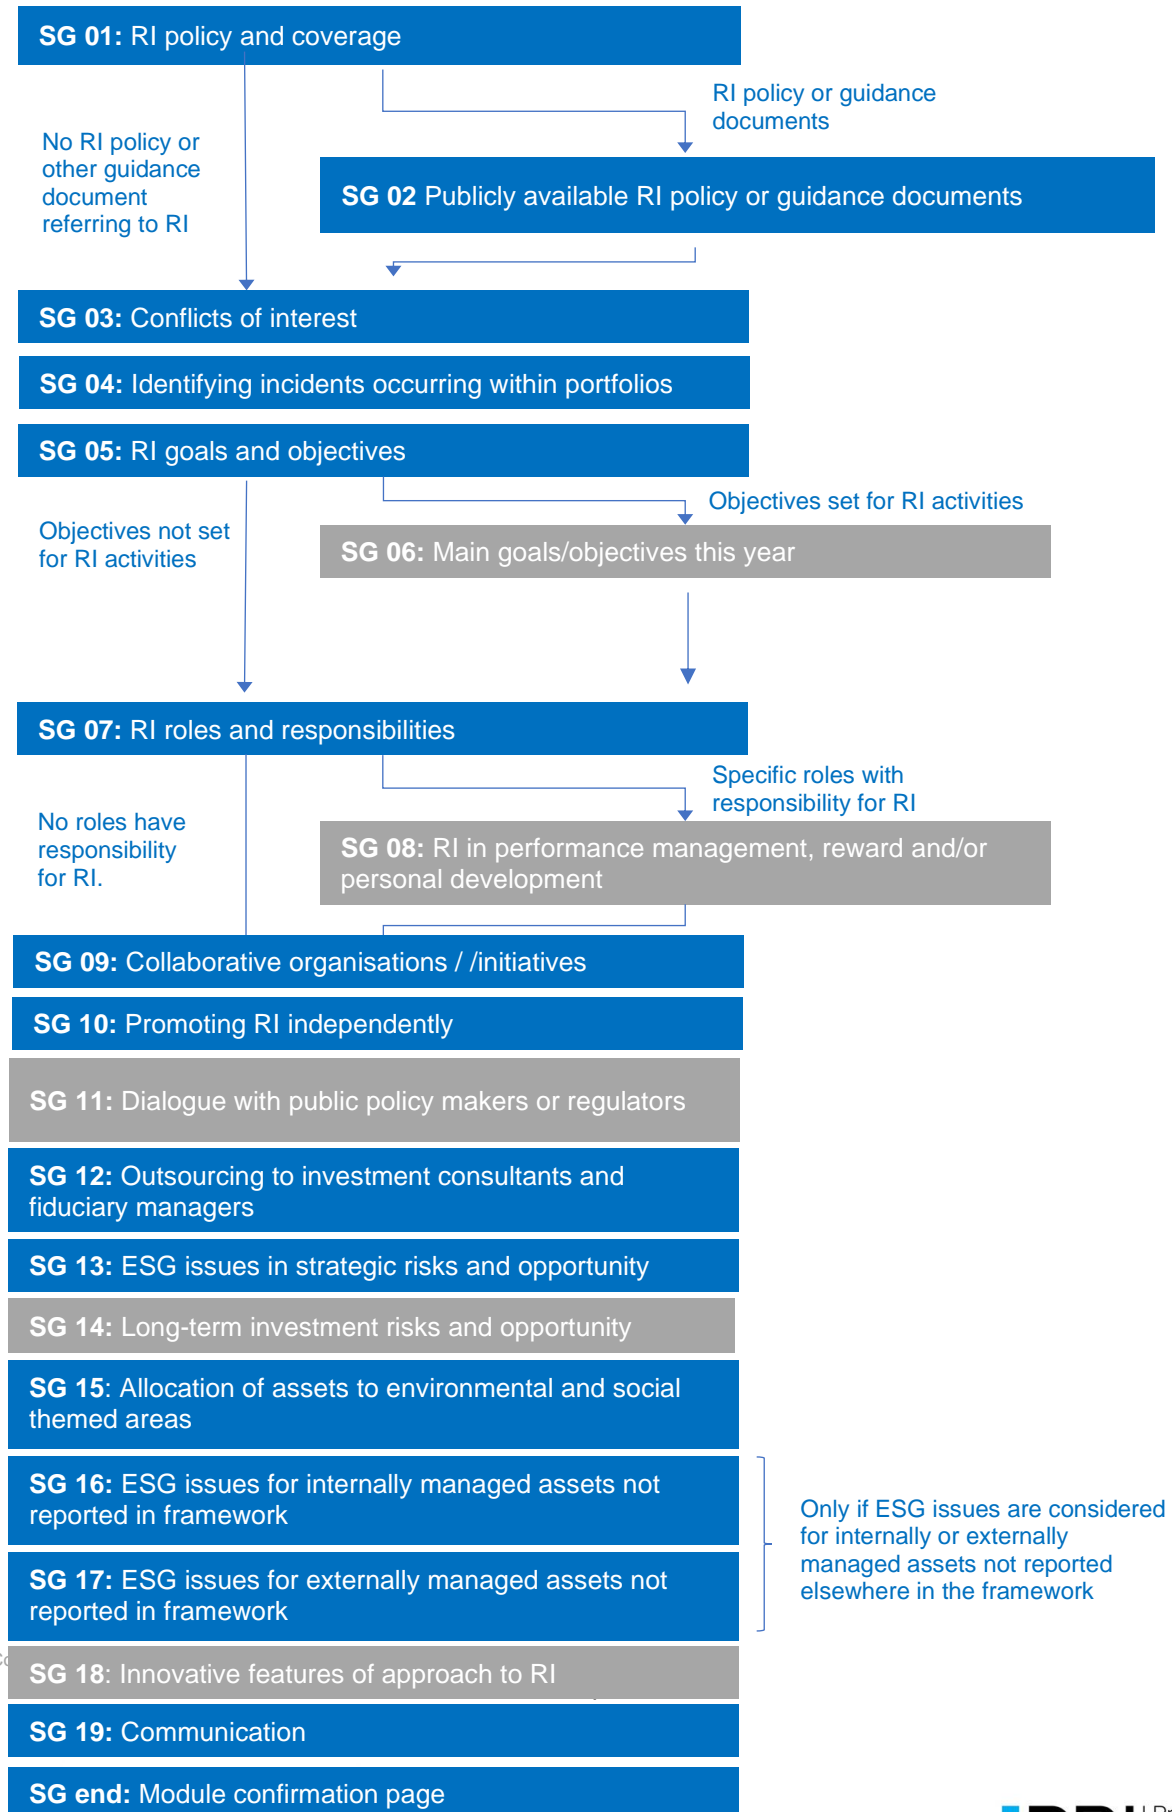 SG 01: RI policy and coverage
RI policy or guidance
documents
No RI policy or
other guidance
document
referring to RI
SG 02 Publicly available RI policy or guidance documents
SG 03: Conflicts of interest
SG 04: Identifying incidents occurring within portfolios
SG 05: RI goals and objectives
Objectives set for RI activities
Objectives not set
for RI activities
SG 06: Main goals/objectives this year
SG 07: RI roles and responsibilities
Specific roles with
responsibility for RI
No roles have
responsibility
for RI.
SG 08: RI in performance management, reward and/or
personal development
SG 09: Collaborative organisations / /initiatives
SG 10: Promoting RI independently
SG 11: Dialogue with public policy makers or regulators
SG 12: Outsourcing to investment consultants and
fiduciary managers
SG 13: ESG issues in strategic risks and opportunity
SG 14: Long-term investment risks and opportunity
SG 15: Allocation of assets to environmental and social
themed areas
SG 16: ESG issues for internally managed assets not
reported in framework
Only if ESG issues are considered
for internally or externally
managed assets not reported
elsewhere in the framework
SG 17: ESG issues for externally managed assets not
reported in framework
SG 18: Innovative features of approach to RI
SG 19: Communication
SG end: Module confirmation page